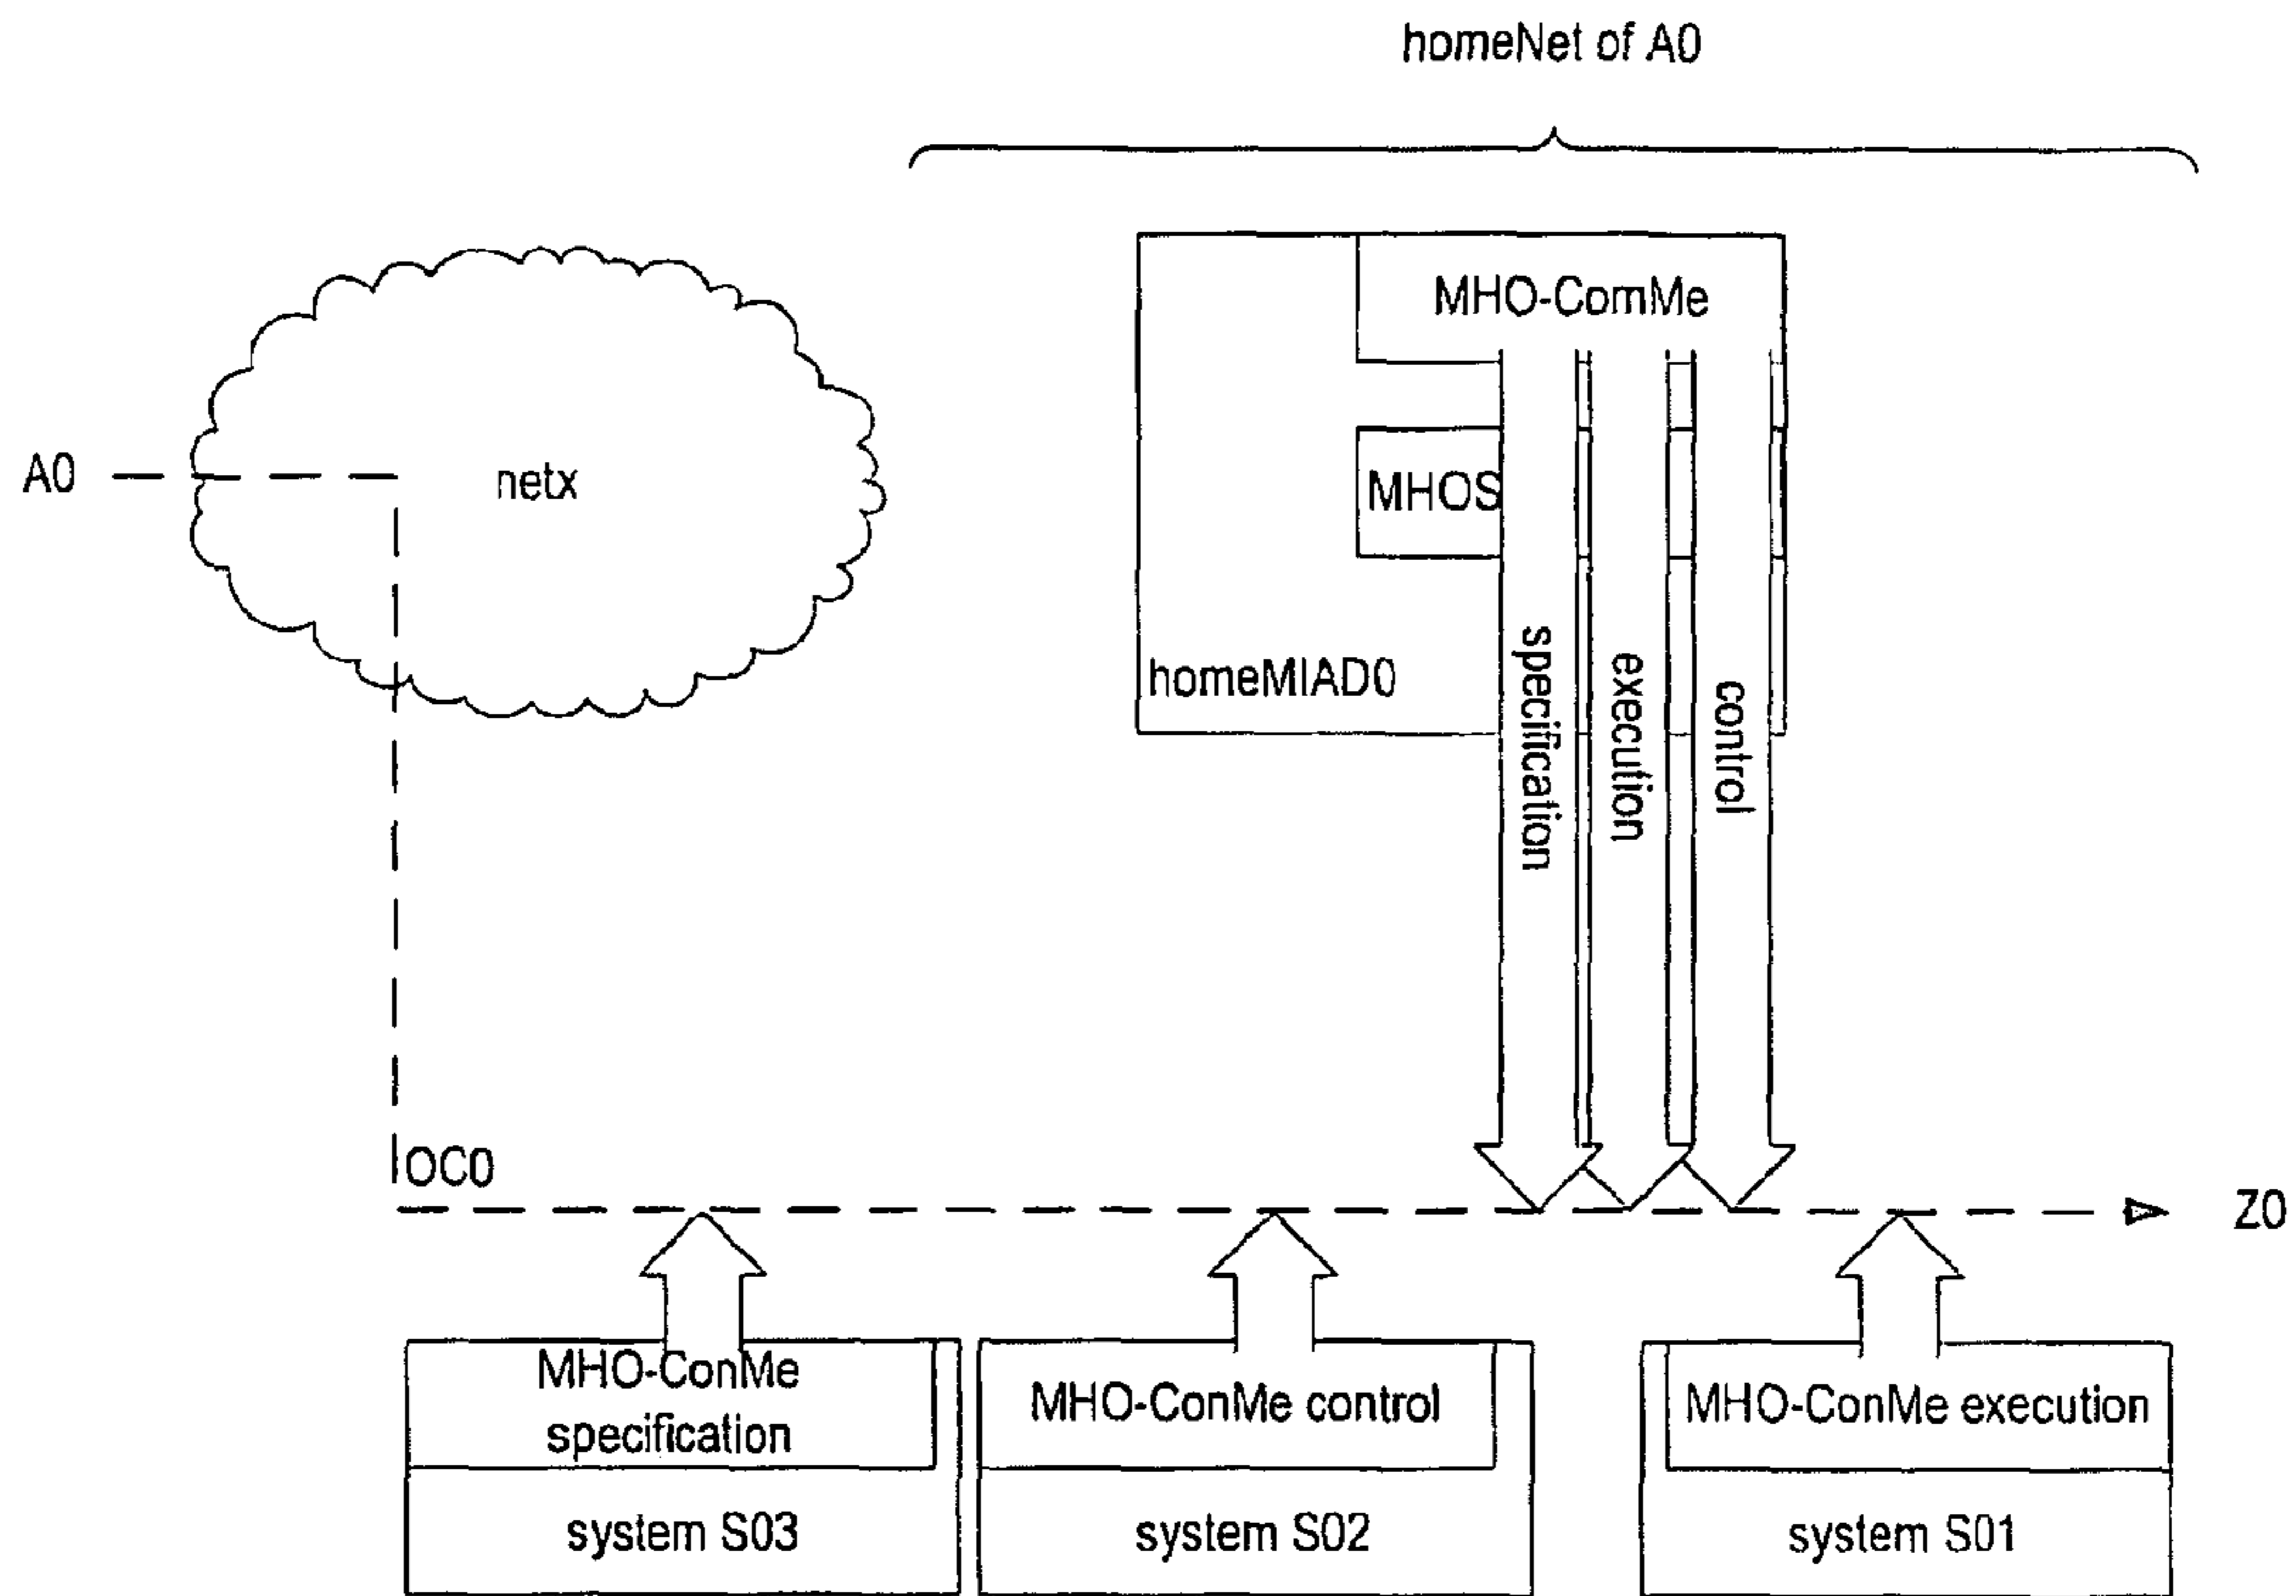 homeNet of A0
MHO-ComMe
A0
netx
MHOS
homeMIAD0
specification
execution
control
OC0
Z0
MHO-ConMe
specification
MHO-ConMe control
MHO-ConMe execution
system S03
system S02
system S01